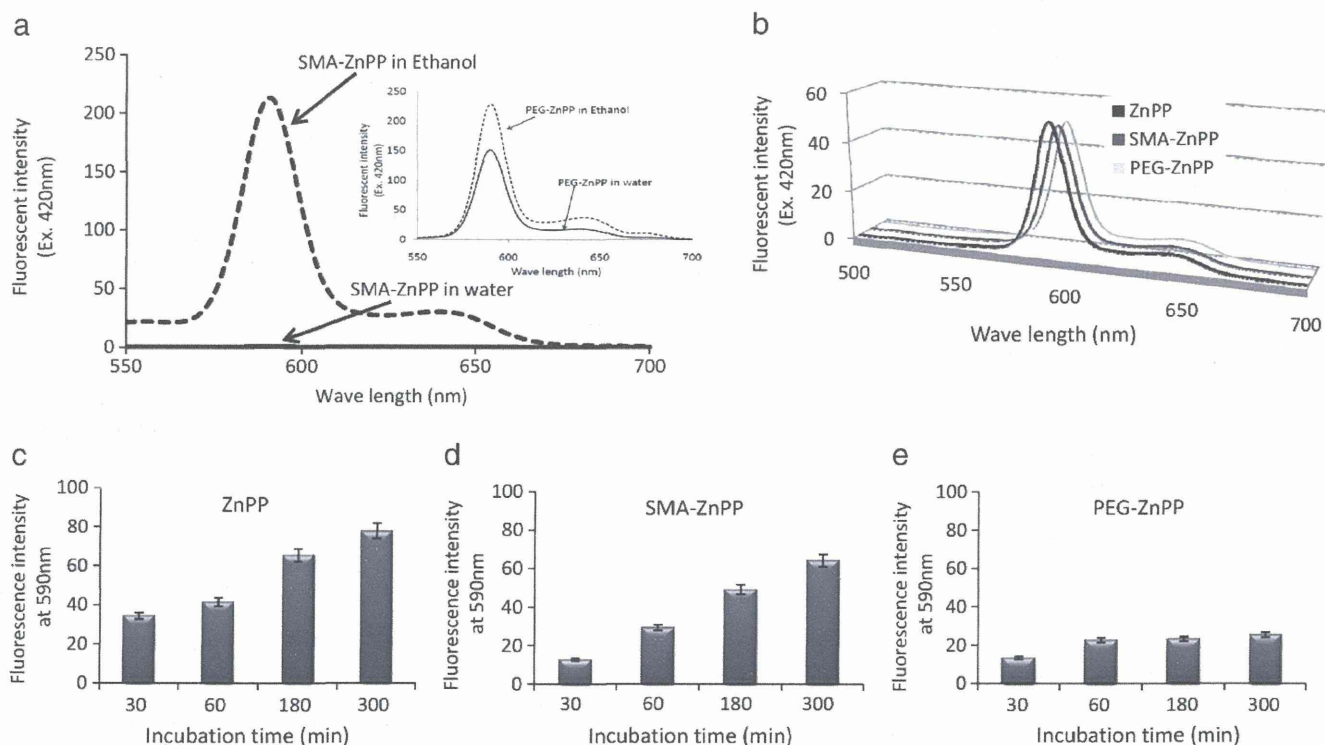 a
250
200
150
100
50
0
Fluorescent intensity
(Ex. 420nm)
SMA-ZnPP in Ethanol
SMA-ZnPP in water
550
600
650
700
Wave length (nm)
250
200
150
100
50
0
Fluorescent intensity
(Ex. 420nm)
PEG-ZnPP in Ethanol
PEG-ZnPP in water
550
600
650
700
Wave length (nm)
b
60
40
20
0
Fluorescent intensity
(Ex. 420nm)
ZnPP
SMA-ZnPP
PEG-ZnPP
500
550
600
650
700
Wave length (nm)
c
ZnPP
100
80
60
40
20
0
Fluorescence intensity
at 590nm
30
60
180
300
Incubation time (min)
d
SMA-ZnPP
100
80
60
40
20
0
Fluorescence intensity
at 590nm
30
60
180
300
Incubation time (min)
e
PEG-ZnPP
100
80
60
40
20
0
Fluorescence intensity
at 590nm
30
60
180
300
Incubation time (min)